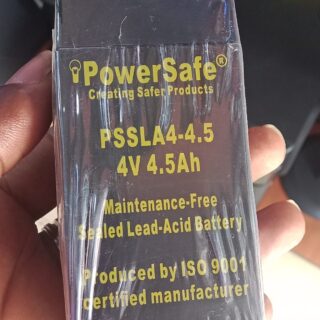 PowerSafe®
Creating Safer Products
PSSLA4-4.5
4V 4.5Ah
Maintenance-Free
Sealed Lead-Acid Battery
Produced by ISO 9001
certified manufacturer